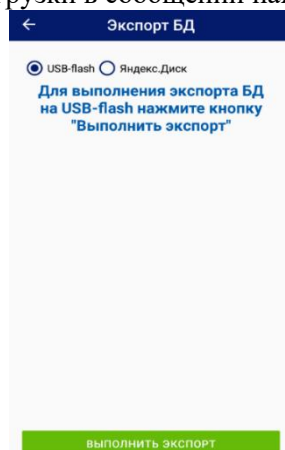 Экспорт БД
USB-flash Яндекс.Диск
Для выполнения экспорта БД
на USB-flash нажмите кнопку
"Выполнить экспорт"
ВЫПОЛНИТЬ ЭКСПОРТ